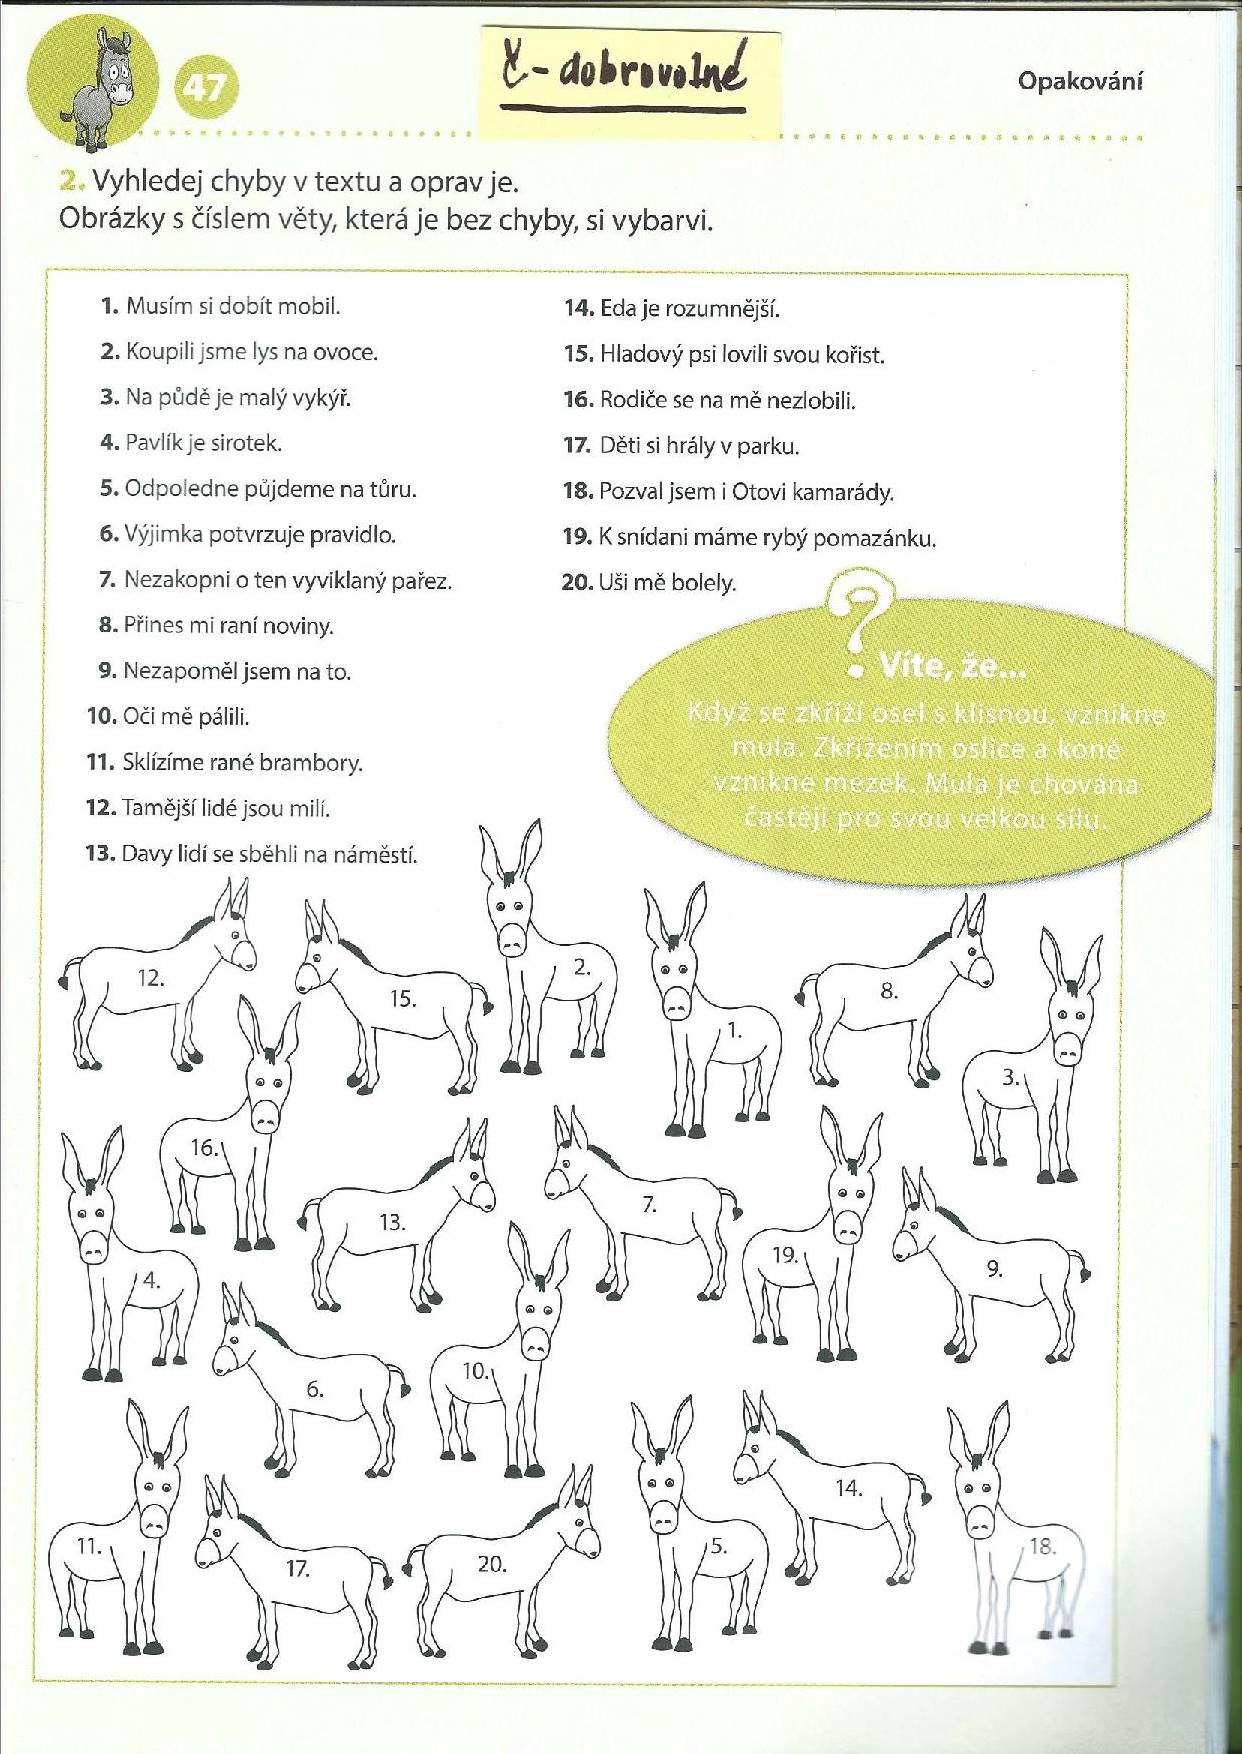 47
č - dobrovolné
Opakování
2. Vyhledej chyby v textu a oprav je.
Obrázky s číslem věty, která je bez chyby, si vybarvi.
1. Musím si dobít mobil.
2. Koupili jsme lys na ovoce.
3. Na půdě je malý vykýř.
4. Pavlík je sirotek.
5. Odpoledne půjdeme na tůru.
6. Výjimka potvrzuje pravidlo.
7. Nezakopni o ten vyviklaný pařez.
8. Přines mi raní noviny.
9. Nezapoměl jsem na to.
10. Oči mě pálili.
11. Sklízíme rané brambory.
12. Tamější lidé jsou milí.
13. Davy lidí se sběhli na náměstí.
14. Eda je rozumnější.
15. Hladový psi lovili svou kořist.
16. Rodiče se na mě nezlobili.
17. Děti si hrály v parku.
18. Pozval jsem i Otovi kamarády.
19. K snídani máme rybý pomazánku.
20. Uši mě bolely.
?
Víte, že...
Když se zkříží osel s klisnou, vznikne
mula. Zkřížením oslice a koně
vznikne mezek. Mula je chována
častěji pro svou velkou sílu.
12.
15.
2.
1.
8.
3.
16.
13.
7.
19.
9.
4.
6.
10.
11.
17.
20.
5.
14.
18.